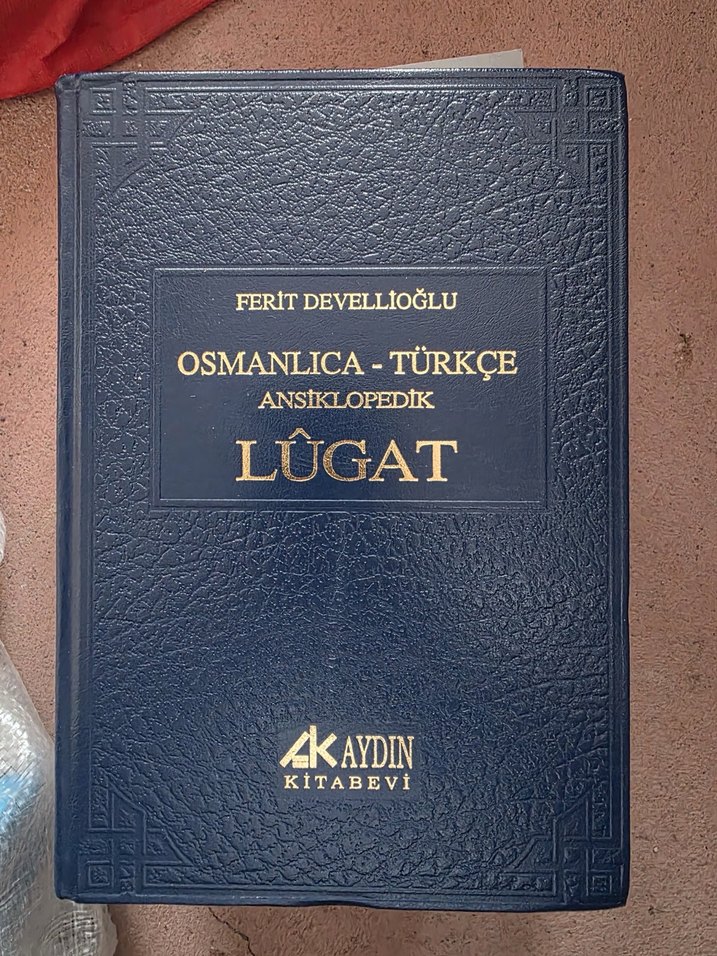 FERİT DEVELLİOĞLU
OSMANLICA - TÜRKÇE
ANSİKLOPEDİK
LÛGAT
AK AYDIN
KİTABEVİ